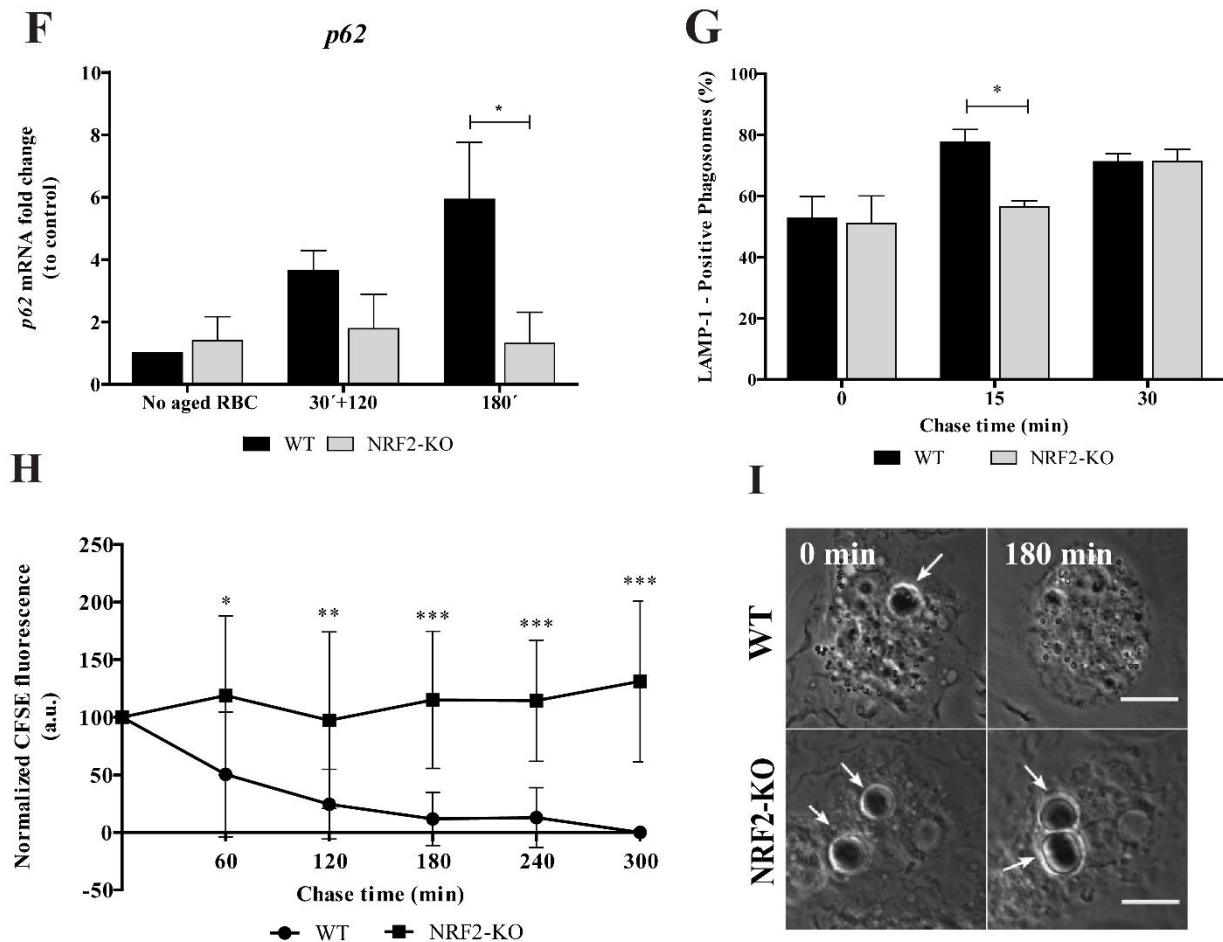 F
p62
p62 mRNA fold change
(to control)
10
8
6
4
2
0
*
No aged RBC 30′+120 180′
WT NRF2-KO
G
LAMP-1 - Positive Phagosomes (%)
100
80
60
40
20
0
*
0 15 30
Chase time (min)
WT NRF2-KO
H
Normalized CFSE fluorescence
(a.u.)
250
200
150
100
50
0
-50
* ** *** *** ***
60 120 180 240 300
Chase time (min)
WT NRF2-KO
I
0 min 180 min
WT
NRF2-KO